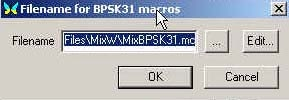 Filename for BPSK31 macros
Filename Files\MixW\MixBPSK31.mc ... Edit...
OK Cancel